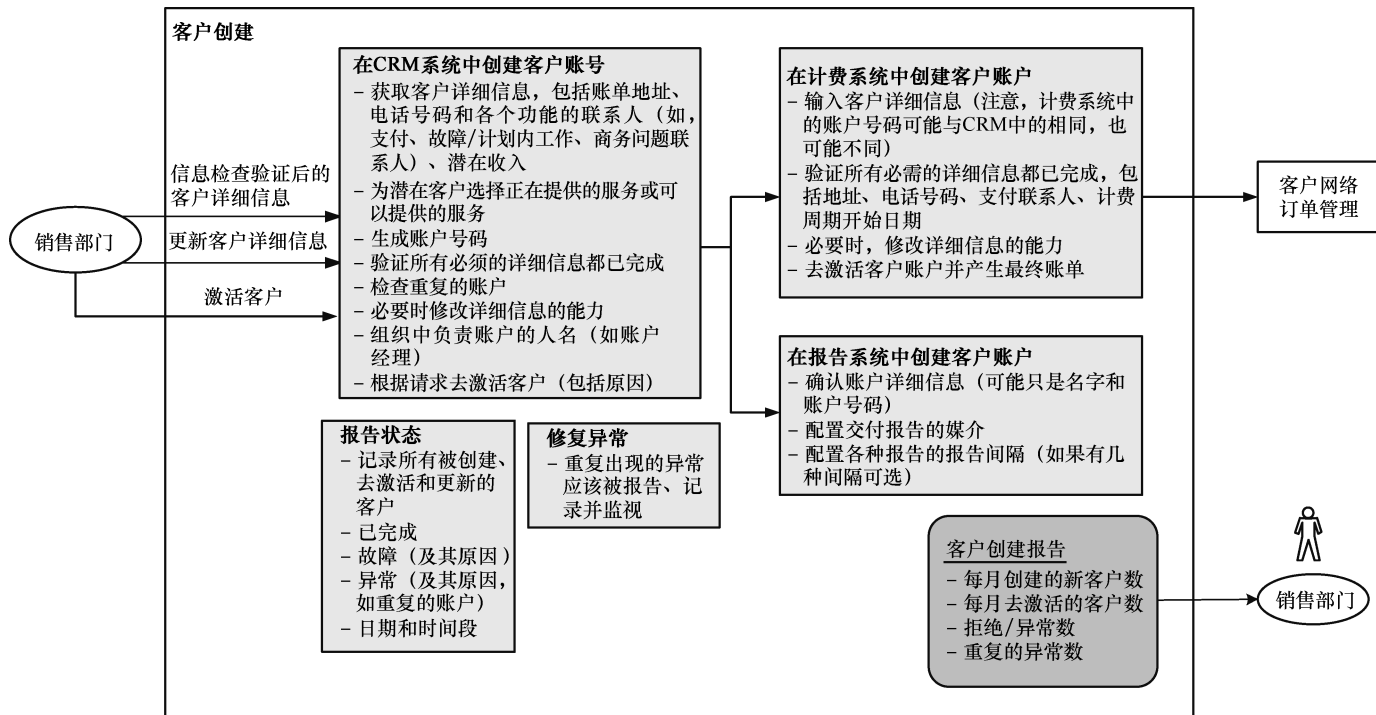 客户创建
销售部门
信息检查验证后的
客户详细信息
更新客户详细信息
激活客户
在CRM系统中创建客户账号
– 获取客户详细信息，包括账单地址、
电话号码和各个功能的联系人（如，
支付、故障/计划内工作、商务问题联
系人）、潜在收入
– 为潜在客户选择正在提供的服务或可
以提供的服务
– 生成账户号码
– 验证所有必须的详细信息都已完成
– 检查重复的账户
– 必要时修改详细信息的能力
– 组织中负责账户的人名（如账户
经理）
– 根据请求去激活客户（包括原因）
在计费系统中创建客户账户
– 输入客户详细信息（注意，计费系统中
的账户号码可能与CRM中的相同，也
可能不同）
– 验证所有必需的详细信息都已完成，包
括地址、电话号码、支付联系人、计费
周期开始日期
– 必要时，修改详细信息的能力
– 去激活客户账户并产生最终账单
客户网络
订单管理
在报告系统中创建客户账户
– 确认账户详细信息（可能只是名字和
账户号码）
– 配置交付报告的媒介
– 配置各种报告的报告间隔（如果有几
种间隔可选）
报告状态
– 记录所有被创建、
去激活和更新的
客户
– 已完成
– 故障（及其原因）
– 异常（及其原因，
如重复的账户）
– 日期和时间段
修复异常
– 重复出现的异常
应该被报告、记
录并监视
客户创建报告
– 每月创建的新客户数
– 每月去激活的客户数
– 拒绝/异常数
– 重复的异常数
销售部门